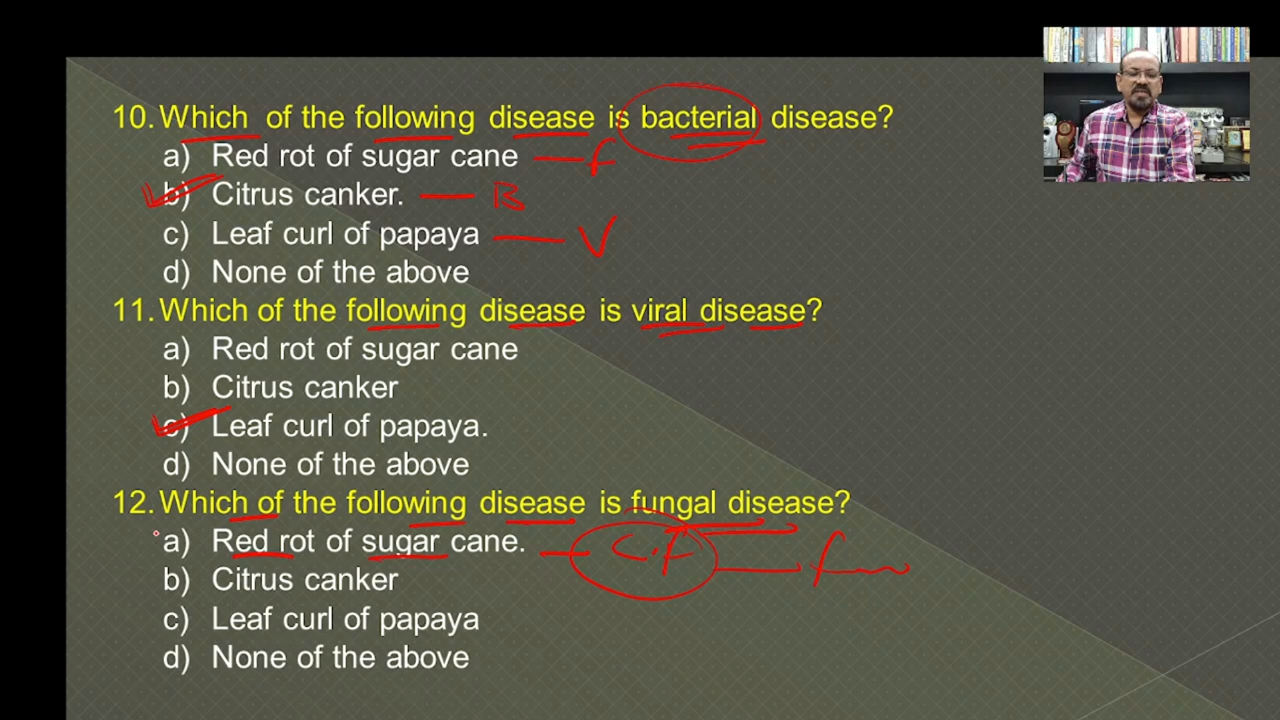 10. Which of the following disease is bacterial disease?
a) Red rot of sugar cane — f
b) Citrus canker. — B
c) Leaf curl of papaya — V
d) None of the above
11. Which of the following disease is viral disease?
a) Red rot of sugar cane
b) Citrus canker
c) Leaf curl of papaya.
d) None of the above
12. Which of the following disease is fungal disease?
a) Red rot of sugar cane.
b) Citrus canker
c) Leaf curl of papaya
d) None of the above